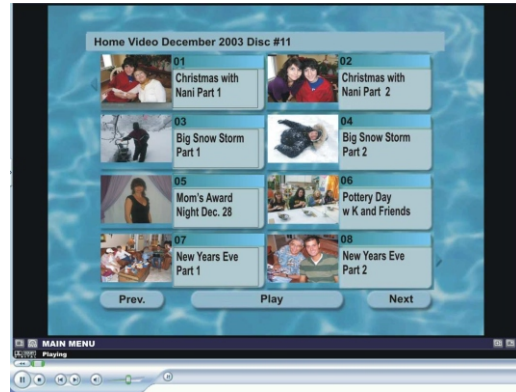 Home Video December 2003 Disc #11
01
Christmas with
Nani Part 1
02
Christmas with
Nani Part 2
03
Big Snow Storm
Part 1
04
Big Snow Storm
Part 2
05
Mom's Award
Night Dec. 28
06
Pottery Day
w K and Friends
07
New Years Eve
Part 1
08
New Years Eve
Part 2
Prev.
Play
Next
MAIN MENU
Playing